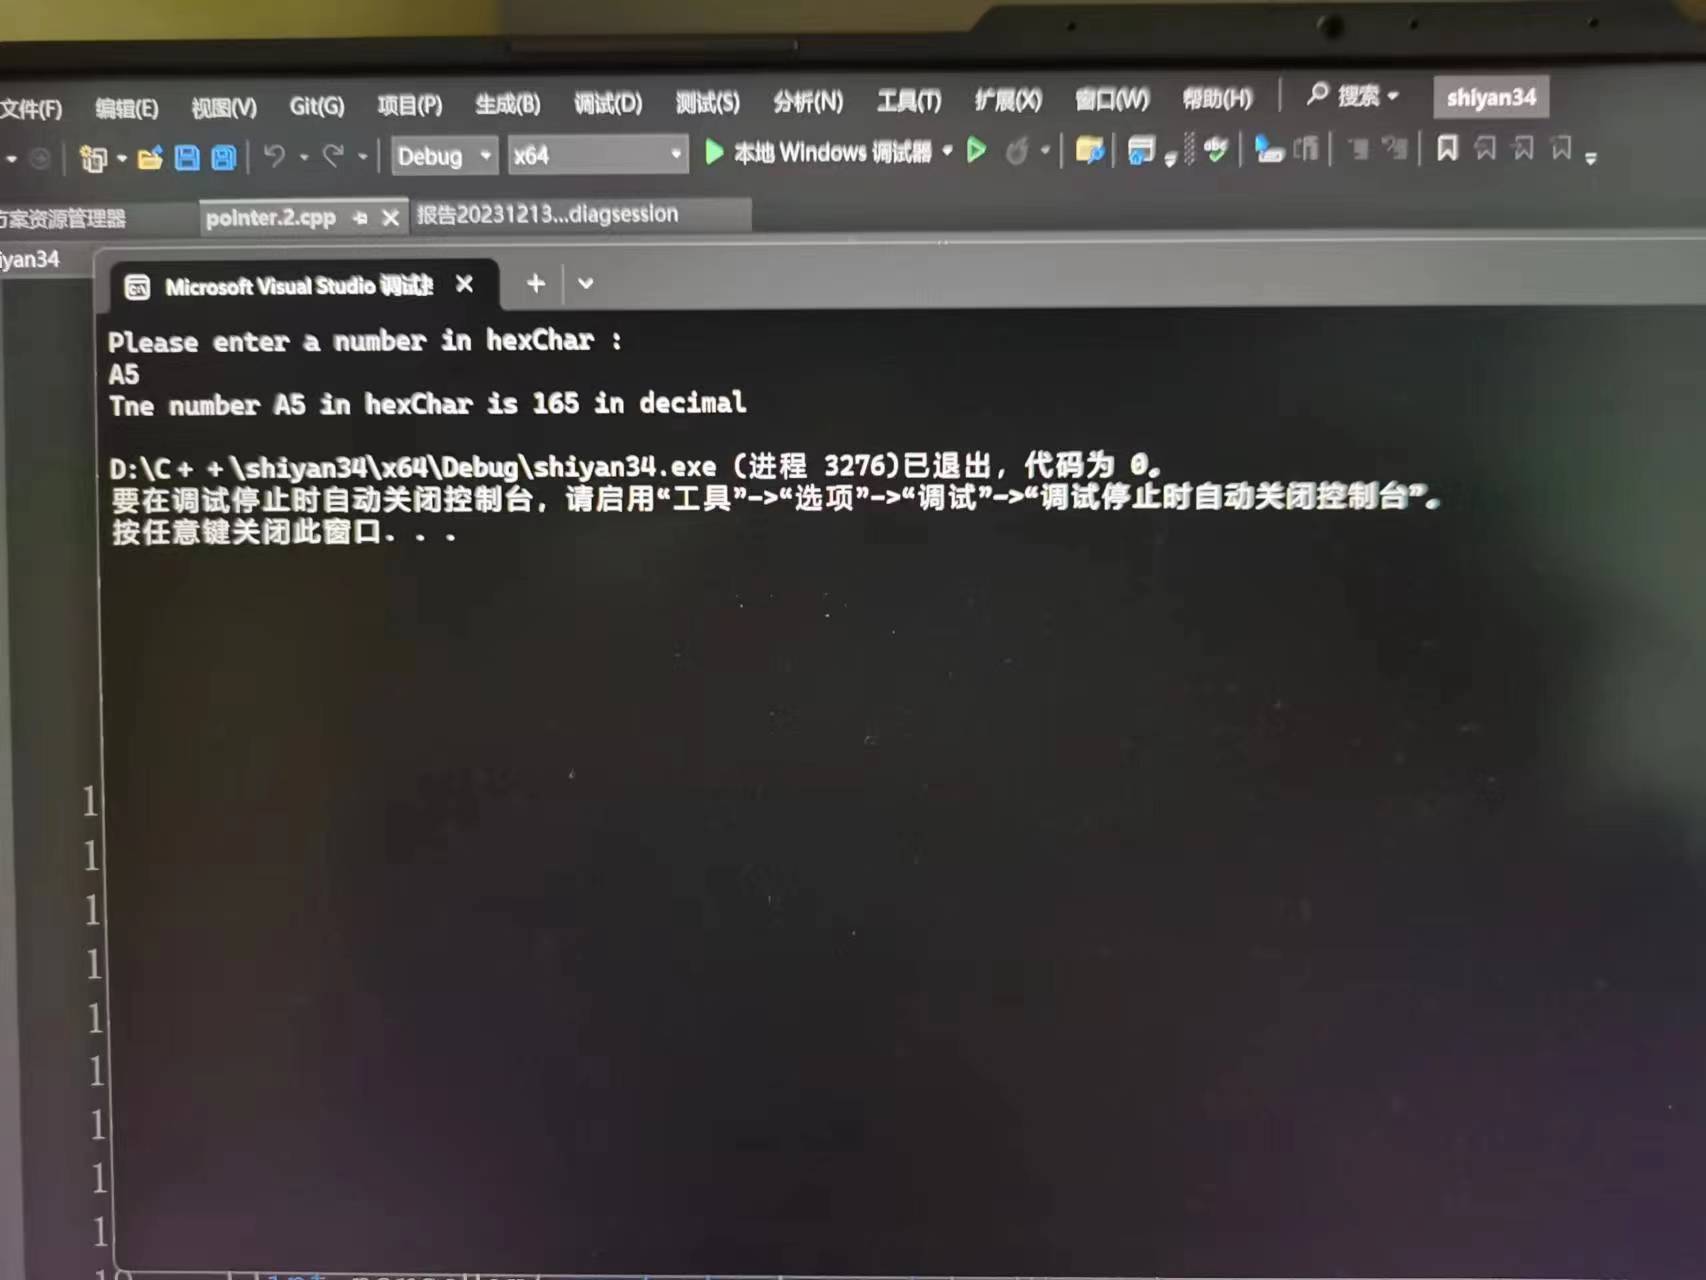 文件(F) 编辑(E) 视图(V) Git(G) 项目(P) 生成(B) 调试(D) 测试(S) 分析(N) 工具(T) 扩展(X) 窗口(W) 帮助(H) 搜索 shiyan34
Debug x64 本地 Windows 调试器
方案资源管理器 pointer.2.cpp 报告20231213...diagsession
iyan34
Microsoft Visual Studio 调试
Please enter a number in hexChar :
A5
Tne number A5 in hexChar is 165 in decimal
D:\C++\shiyan34\x64\Debug\shiyan34.exe (进程 3276)已退出，代码为 0。
要在调试停止时自动关闭控制台，请启用“工具”->“选项”->“调试”->“调试停止时自动关闭控制台”。
按任意键关闭此窗口. . .
1
1
1
1
1
1
1
1
1